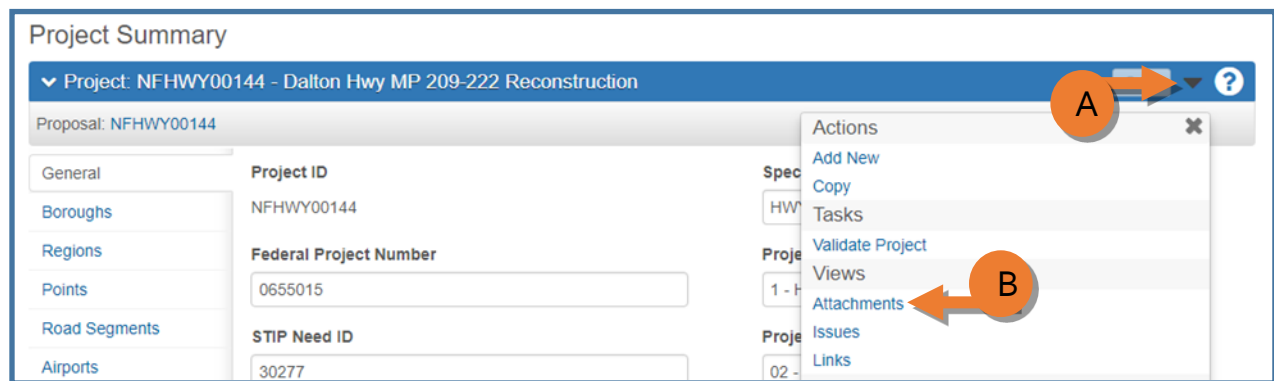 Project Summary
Project: NFHWY00144 - Dalton Hwy MP 209-222 Reconstruction
?
A
Proposal: NFHWY00144
Actions
General
Project ID
Spec
Add New
Boroughs
NFHWY00144
HWY
Copy
Tasks
Regions
Federal Project Number
Proje
Validate Project
Views
B
Points
0655015
1 - H
Attachments
Road Segments
STIP Need ID
Proje
Issues
Airports
30277
02 -
Links